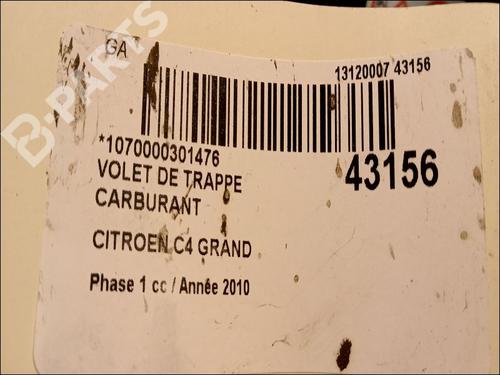 GA
13120007 43156
*1070000301476
43156
VOLET DE TRAPPE
CARBURANT
CITROEN C4 GRAND
Phase 1 cc / Année 2010
B PARTS